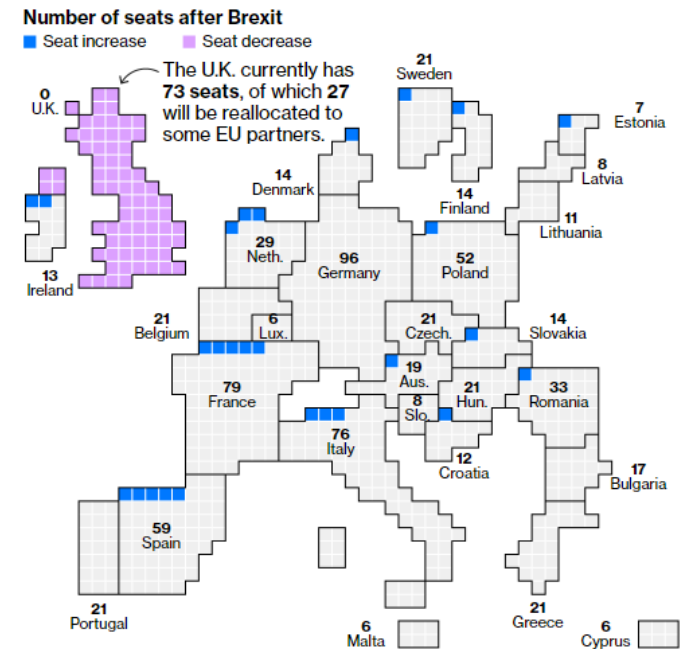 Number of seats after Brexit
Seat increase
Seat decrease
The U.K. currently has
73 seats, of which 27
will be reallocated to
some EU partners.
0
U.K.
21
Sweden
7
Estonia
8
Latvia
14
Denmark
14
Finland
11
Lithuania
29
Neth.
96
Germany
52
Poland
13
Ireland
21
Belgium
6
Lux.
21
Czech.
14
Slovakia
79
France
19
Aus.
21
Hun.
33
Romania
8
Slo.
76
Italy
12
Croatia
17
Bulgaria
59
Spain
21
Portugal
21
Greece
6
Malta
6
Cyprus